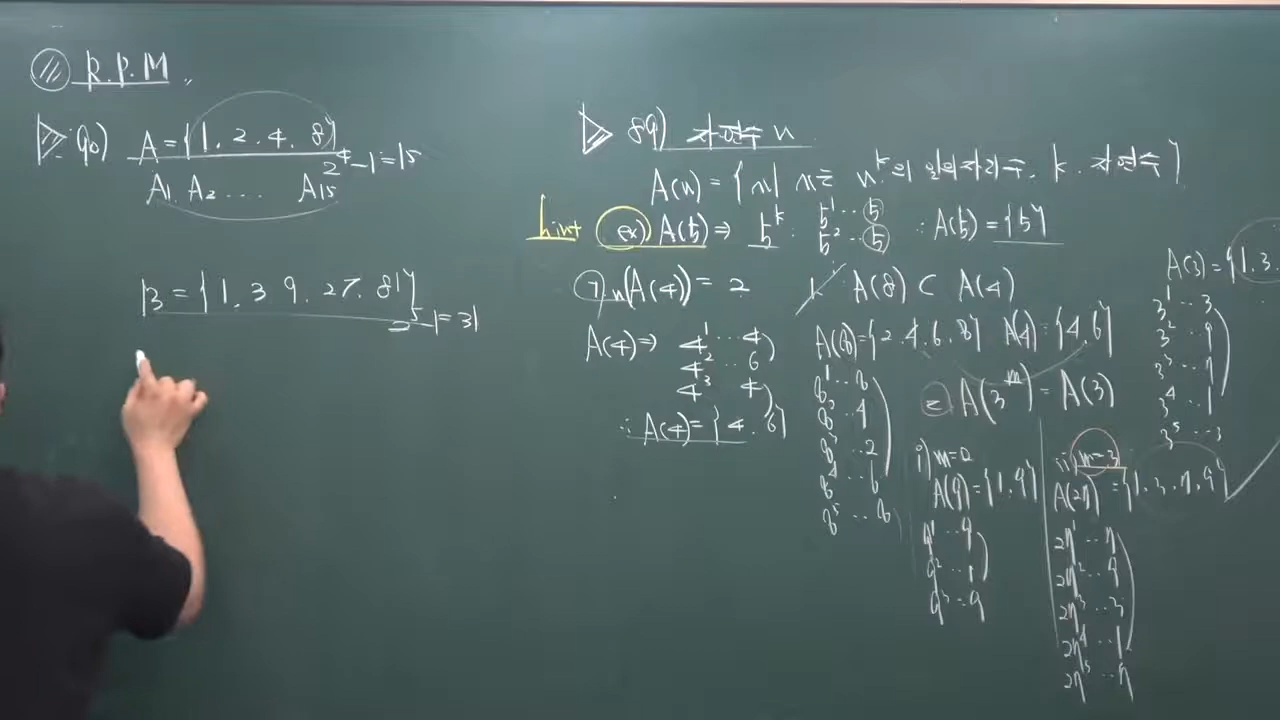 R.P.M
90) A = {1, 2, 4, 8}
2⁴-1=15
A₁ A₂ .... A₁₅
B = {1, 3 9, 27, 81}
2⁵-1=31
89) 자연수 n
A(n) = {x| x는 nᵏ의 일의자리수, k 자연수}
hint ex) A(5) ⇒ 5ᵏ : 5¹ ·· 5
5² ·· 5
∴ A(5) = {5}
ㄱ n(A(4)) = 2
A(4) ⇒ 4¹ ··· 4
4² ·· 6
4³ ·· 4
∴ A(4) = {4, 6}
A(8) ⊂ A(4)
A(8) = {2, 4, 6, 8} A(4) = {4, 6}
8¹ ·· 8
8² ·· 4
8³ ·· 2
8⁴ ·· 6
8⁵ ·· 8
ㄷ A(3ᵐ) = A(3)
i) m=2
A(9) = {1, 9}
9¹ ·· 9
9² ·· 1
9³ ·· 9
ii) m=3
A(27) = {1, 3, 7, 9}
27¹ ·· 7
27² ·· 9
27³ ·· 3
27⁴ ·· 1
27⁵ ·· 7
A(3) = {1, 3,
3¹ ·· 3
3² ·· 9
3³ ·· 7
3⁴ ·· 1
3⁵ ·· 3